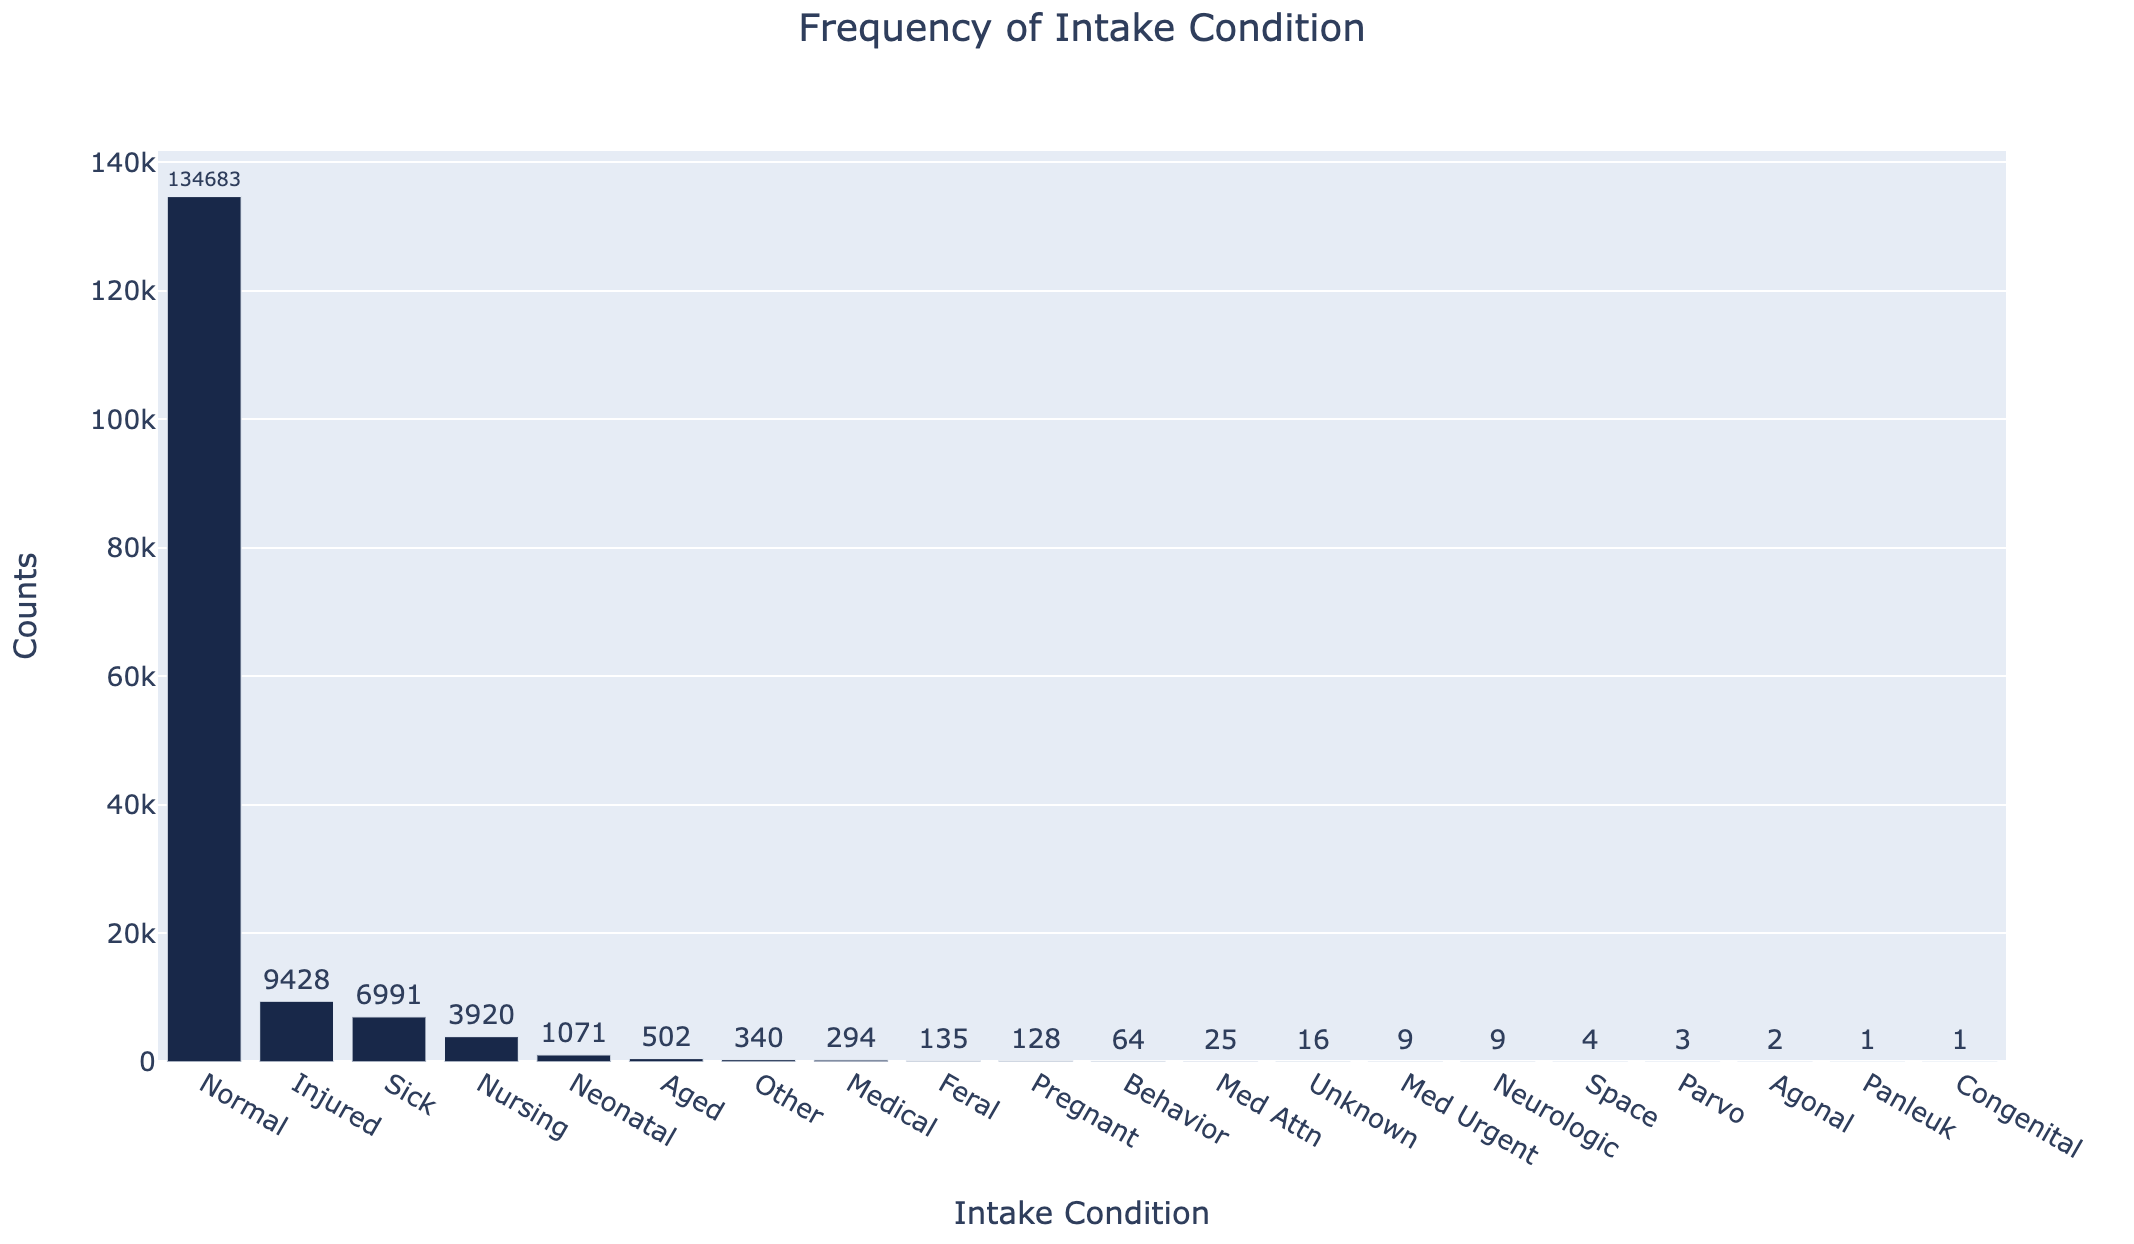 Frequency of Intake Condition
140k
120k
100k
80k
60k
40k
20k
0
Counts
134683
9428
6991
3920
1071
502
340
294
135
128
64
25
16
9
9
4
3
2
1
1
Normal
Injured
Sick
Nursing
Neonatal
Aged
Other
Medical
Feral
Pregnant
Behavior
Med Attn
Unknown
Med Urgent
Neurologic
Space
Parvo
Agonal
Panleuk
Congenital
Intake Condition